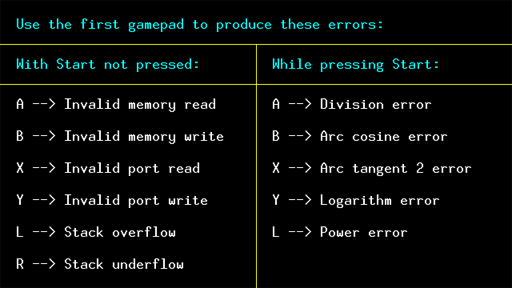 Use the first gamepad to produce these errors:
With Start not pressed:
A --> Invalid memory read
B --> Invalid memory write
X --> Invalid port read
Y --> Invalid port write
L --> Stack overflow
R --> Stack underflow
While pressing Start:
A --> Division error
B --> Arc cosine error
X --> Arc tangent 2 error
Y --> Logarithm error
L --> Power error